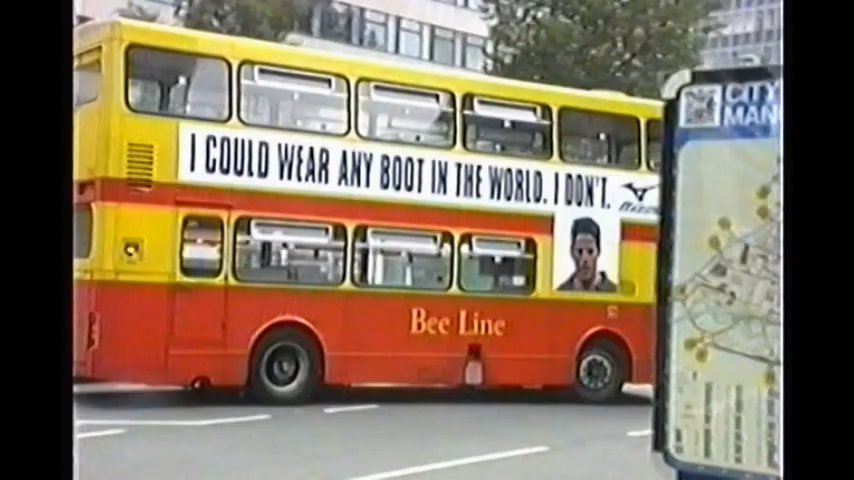 I COULD WEAR ANY BOOT IN THE WORLD. I DON'T.
Bee Line
CITY
MAN